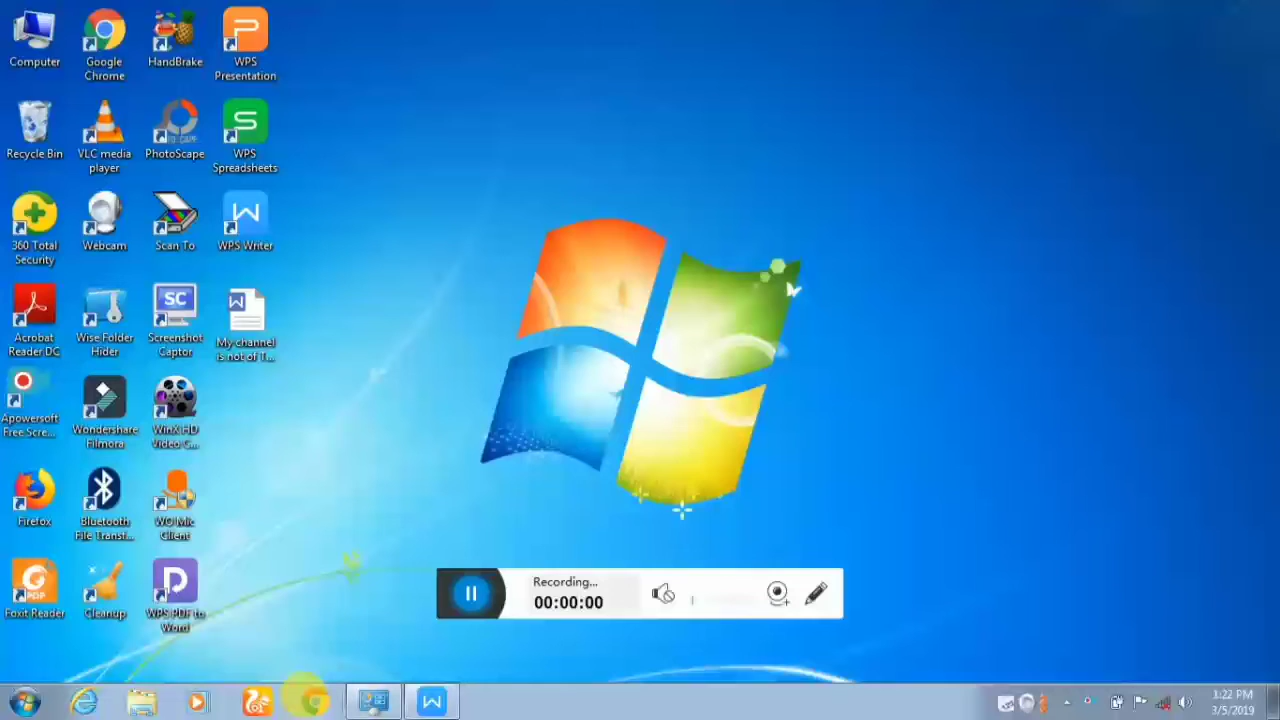 Computer
Google
Chrome
HandBrake
WPS
Presentation
Recycle Bin
VLC media
player
PhotoScape
WPS
Spreadsheets
360 Total
Security
Webcam
Scan To
WPS Writer
Acrobat
Reader DC
Wise Folder
Hider
SC
Screenshot
Captor
My channel
is not of T...
Apowersoft
Free Scre...
Wondershare
Filmora
WinX HD
Video C...
Firefox
Bluetooth
File Transf...
WO Mic
Client
PDF
Foxit Reader
Cleanup
WPS PDF to
Word
Recording...
00:00:00
1:22 PM
3/5/2019